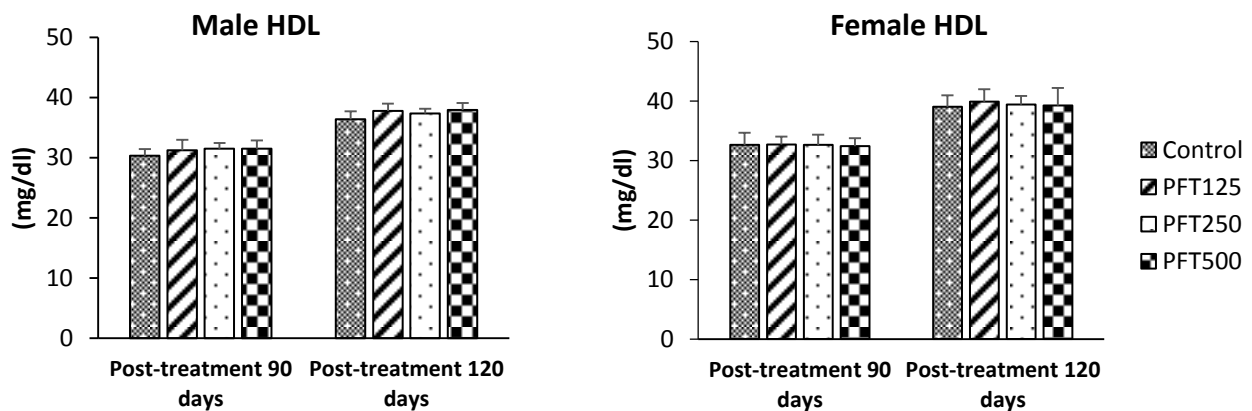 Male HDL
50
40
30
20
10
0
(mg/dl)
Post-treatment 90 days
Post-treatment 120 days
Female HDL
50
40
30
20
10
0
(mg/dl)
Post-treatment 90 days
Post-treatment 120 days
Control
PFT125
PFT250
PFT500